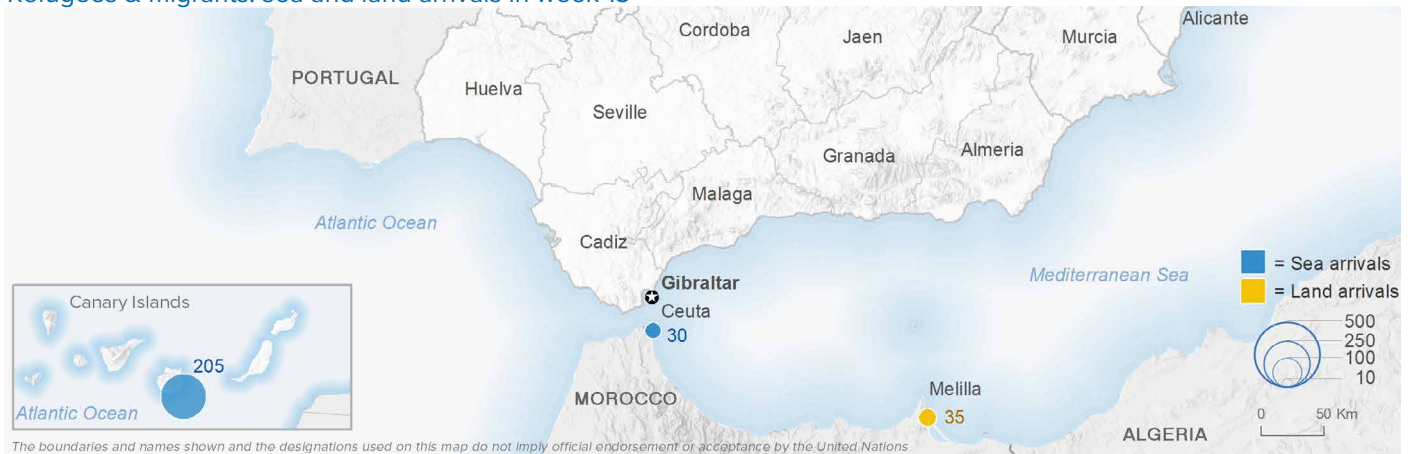 Cordoba
Jaen
Murcia
Alicante
PORTUGAL
Huelva
Seville
Granada
Almeria
Malaga
Atlantic Ocean
Cadiz
Mediterranean Sea
Gibraltar
Ceuta
30
= Sea arrivals
= Land arrivals
Canary Islands
205
Atlantic Ocean
MOROCCO
Melilla
35
500
250
100
10
0 50 Km
ALGERIA
The boundaries and names shown and the designations used on this map do not imply official endorsement or acceptance by the United Nations